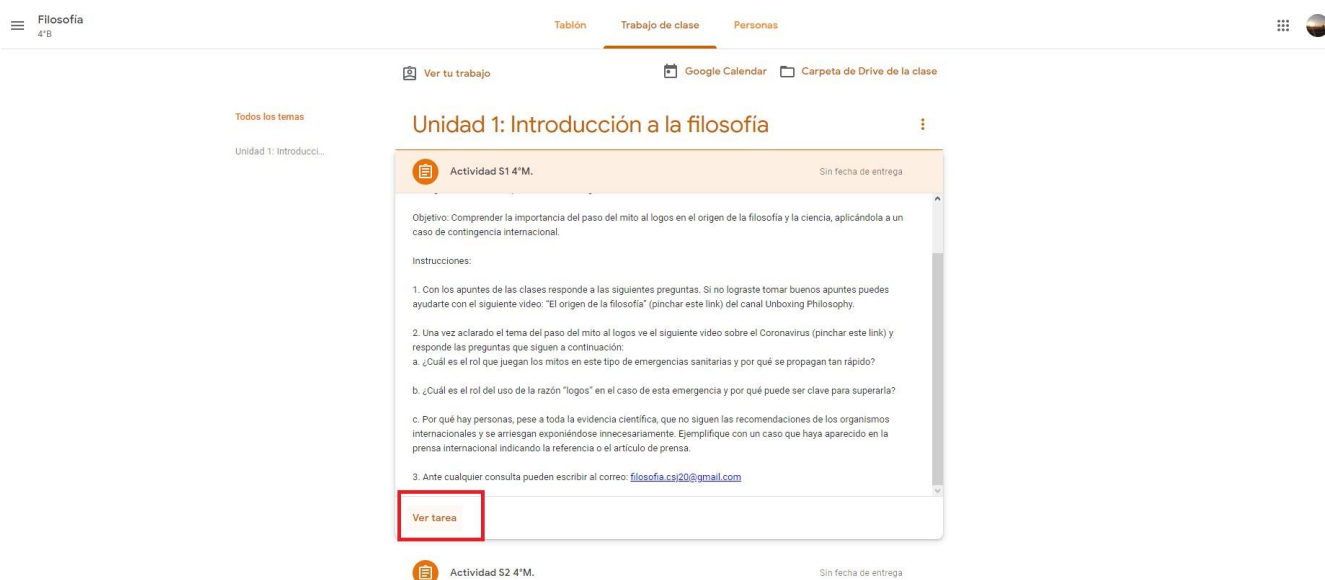 Filosofía
4°B
Tablón
Trabajo de clase
Personas
Ver tu trabajo
Google Calendar
Carpeta de Drive de la clase
Todos los temas
Unidad 1: Introducci...
Unidad 1: Introducción a la filosofía
Actividad S1 4°M.
Sin fecha de entrega
Objetivo: Comprender la importancia del paso del mito al logos en el origen de la filosofía y la ciencia, aplicándola a un
caso de contingencia internacional.
Instrucciones:
1. Con los apuntes de las clases responde a las siguientes preguntas. Si no lograste tomar buenos apuntes puedes
ayudarte con el siguiente video: "El origen de la filosofía" (pinchar este link) del canal Unboxing Philosophy.
2. Una vez aclarado el tema del paso del mito al logos ve el siguiente video sobre el Coronavirus (pinchar este link) y
responde las preguntas que siguen a continuación:
a. ¿Cuál es el rol que juegan los mitos en este tipo de emergencias sanitarias y por qué se propagan tan rápido?
b. ¿Cuál es el rol del uso de la razón "logos" en el caso de esta emergencia y por qué puede ser clave para superarla?
c. Por qué hay personas, pese a toda la evidencia científica, que no siguen las recomendaciones de los organismos
internacionales y se arriesgan exponiéndose innecesariamente. Ejemplifique con un caso que haya aparecido en la
prensa internacional indicando la referencia o el artículo de prensa.
3. Ante cualquier consulta pueden escribir al correo: filosofia.csj20@gmail.com
Ver tarea
Actividad S2 4°M.
Sin fecha de entrega